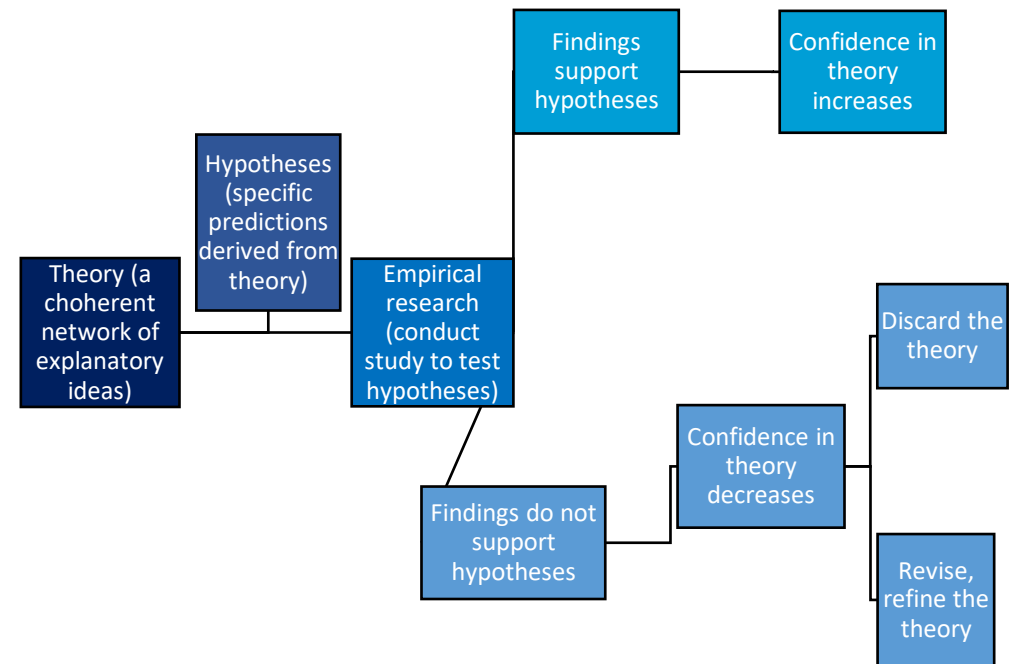 Theory (a
choherent
network of
explanatory
ideas)
Hypotheses
(specific
predictions
derived from
theory)
Empirical
research
(conduct
study to test
hypotheses)
Findings
support
hypotheses
Confidence in
theory
increases
Findings do not
support
hypotheses
Confidence in
theory
decreases
Discard the
theory
Revise,
refine the
theory